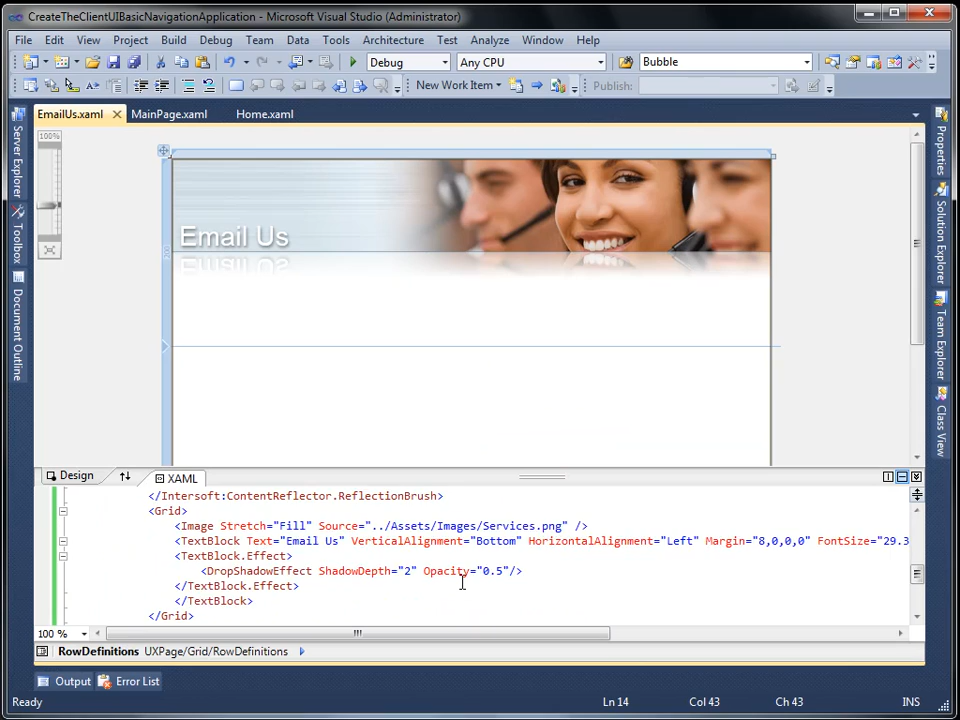 CreateTheClientUIBasicNavigationApplication - Microsoft Visual Studio (Administrator)
File Edit View Project Build Debug Team Data Tools Architecture Test Analyze Window Help
Debug Any CPU Bubble
New Work Item Publish:
EmailUs.xaml MainPage.xaml Home.xaml
Server Explorer
Toolbox
Document Outline
100%
Email Us
Properties
Solution Explorer
Team Explorer
Class View
Design XAML
</Intersoft:ContentReflector.ReflectionBrush>
<Grid>
<Image Stretch="Fill" Source="../Assets/Images/Services.png" />
<TextBlock Text="Email Us" VerticalAlignment="Bottom" HorizontalAlignment="Left" Margin="8,0,0,0" FontSize="29.3
<TextBlock.Effect>
<DropShadowEffect ShadowDepth="2" Opacity="0.5"/>
</TextBlock.Effect>
</TextBlock>
</Grid>
100 %
RowDefinitions UXPage/Grid/RowDefinitions
Output Error List
Ready Ln 14 Col 43 Ch 43 INS